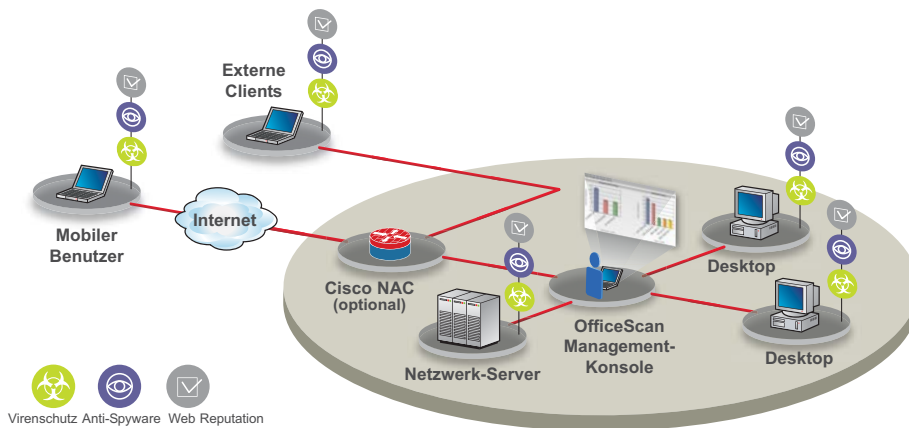 Externe
Clients
Mobiler
Benutzer
Internet
Cisco NAC
(optional)
Netzwerk-Server
OfficeScan
Management-
Konsole
Desktop
Desktop
Virenschutz
Anti-Spyware
Web Reputation